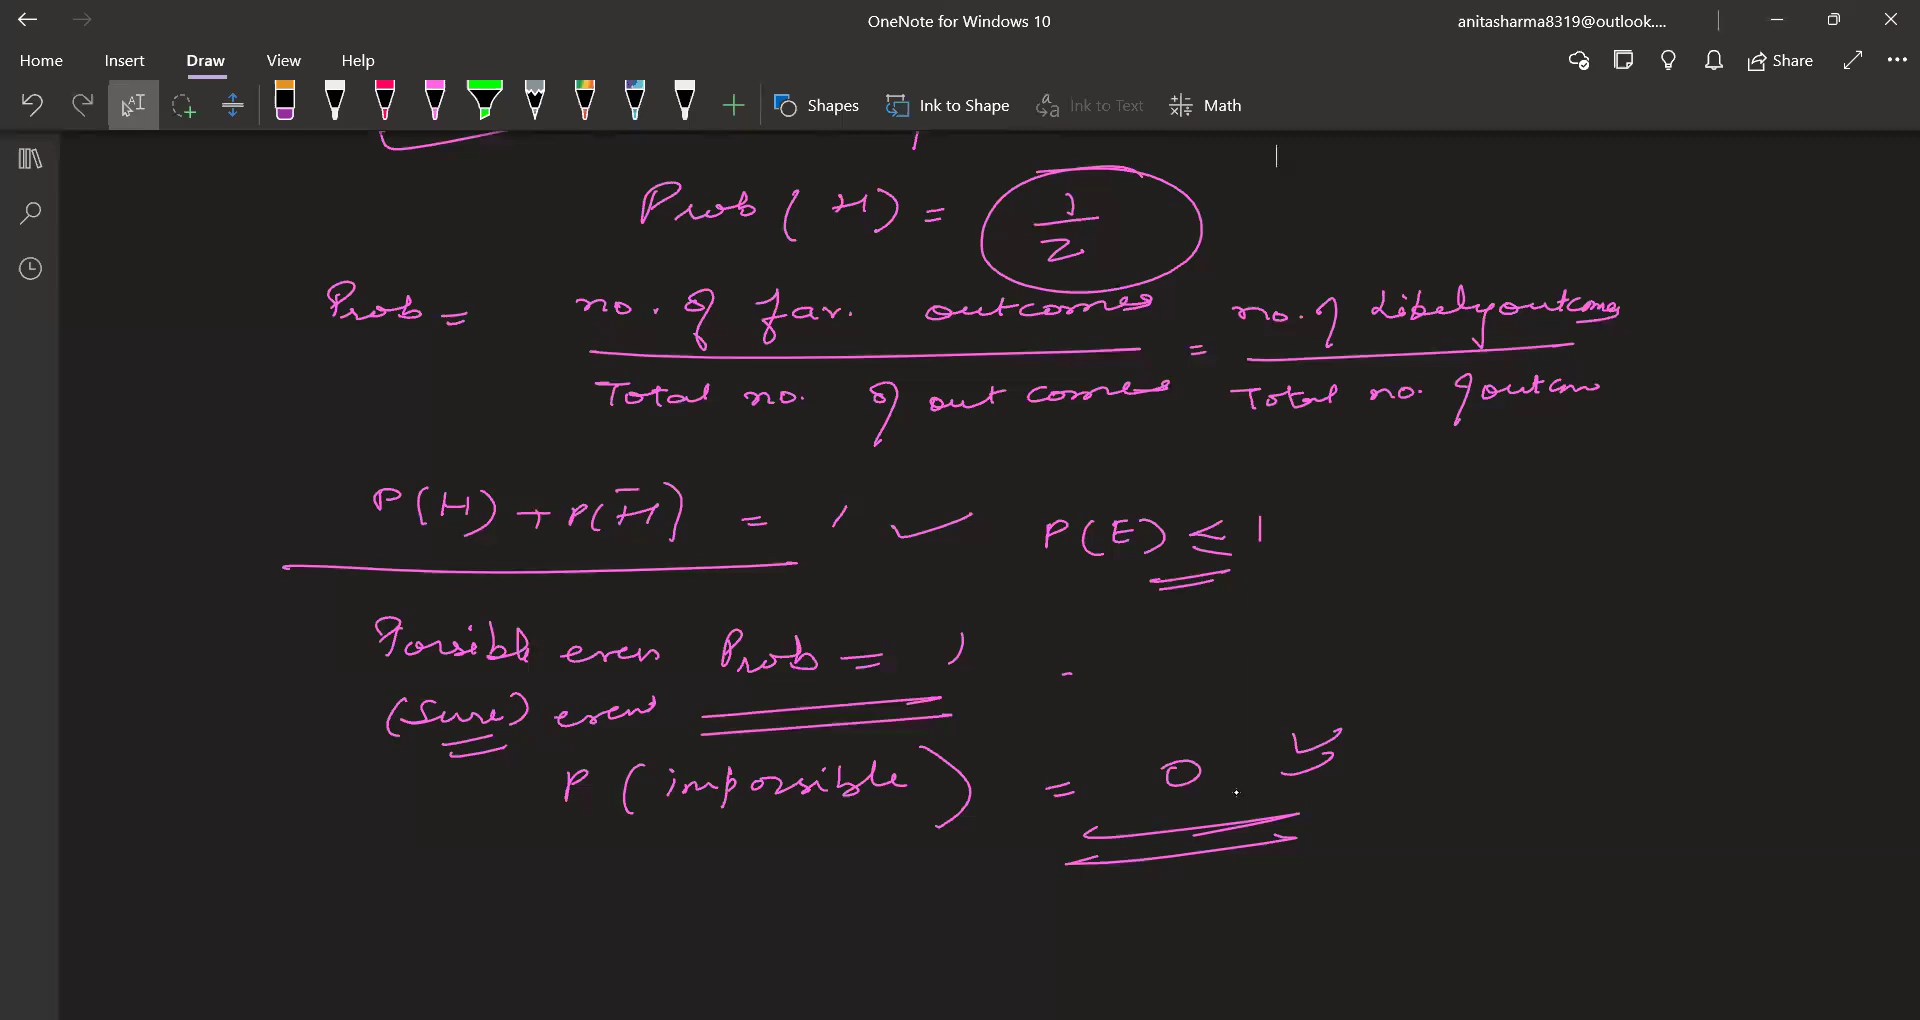 OneNote for Windows 10
anitasharma8319@outlook....
Home Insert Draw View Help
Share
Shapes Ink to Shape Ink to Text Math
Prob ( H ) = 1/2
Prob = no. of fav. outcomes / Total no. of outcomes = no. of Likely outcomes / Total no. of outcom
P(H) + P(H̄) = 1 ✓ P(E) ≤ 1
Possible even Prob = 1
(Sure) event
P (impossible) = 0 ✓